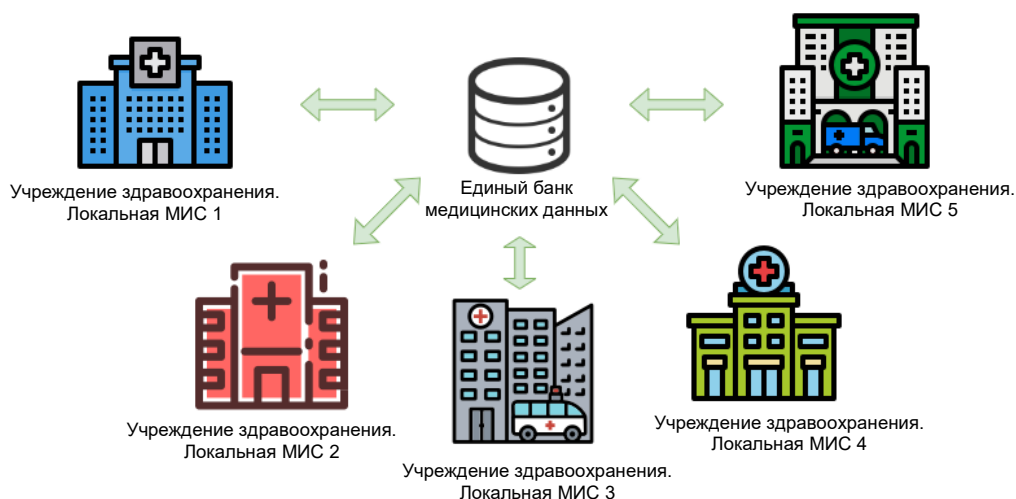 Учреждение здравоохранения.
Локальная МИС 1
Единый банк
медицинских данных
Учреждение здравоохранения.
Локальная МИС 5
Учреждение здравоохранения.
Локальная МИС 2
Учреждение здравоохранения.
Локальная МИС 3
Учреждение здравоохранения.
Локальная МИС 4